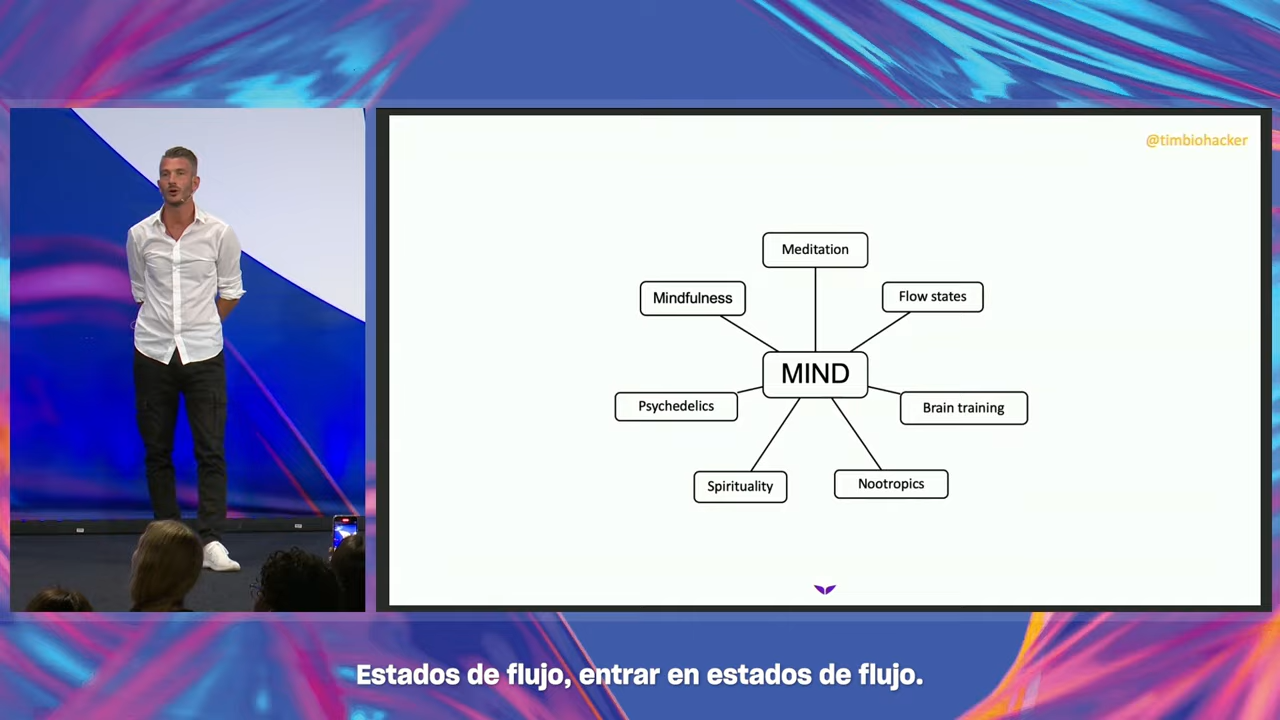 @timbiohacker
Meditation
Mindfulness
Flow states
MIND
Psychedelics
Brain training
Spirituality
Nootropics
Estados de flujo, entrar en estados de flujo.